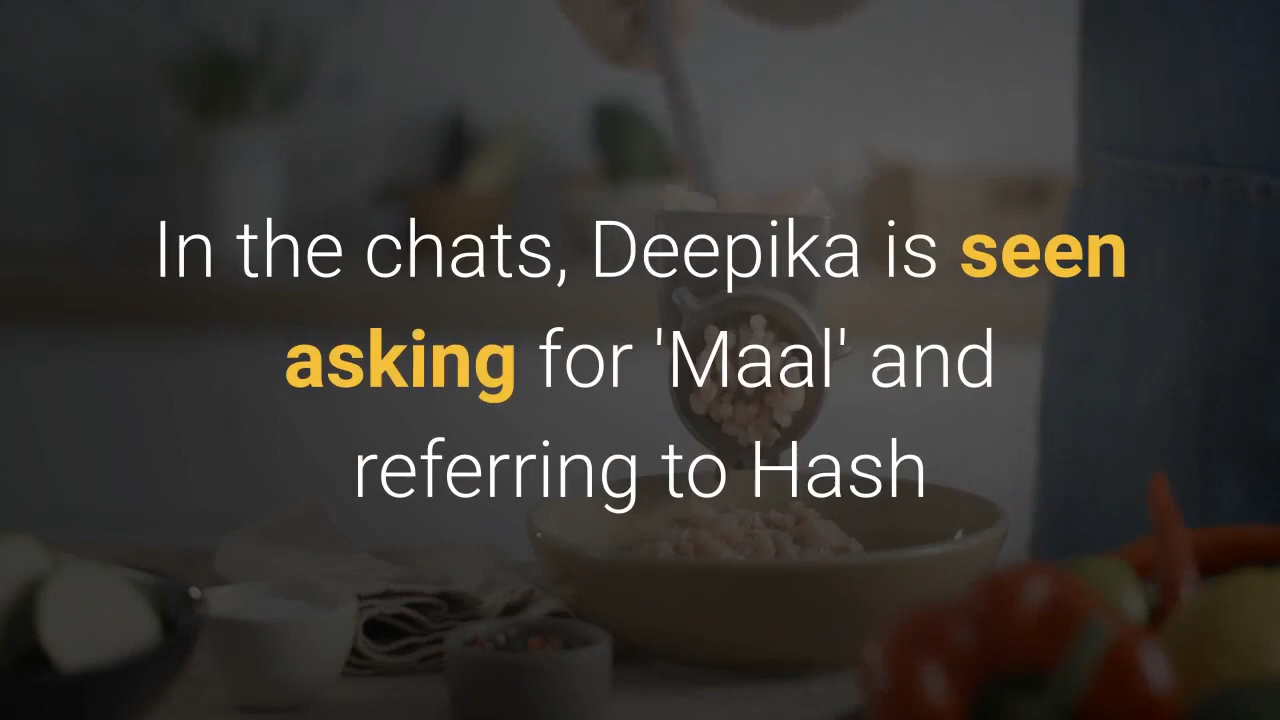 In the chats, Deepika is seen
asking for 'Maal' and
referring to Hash